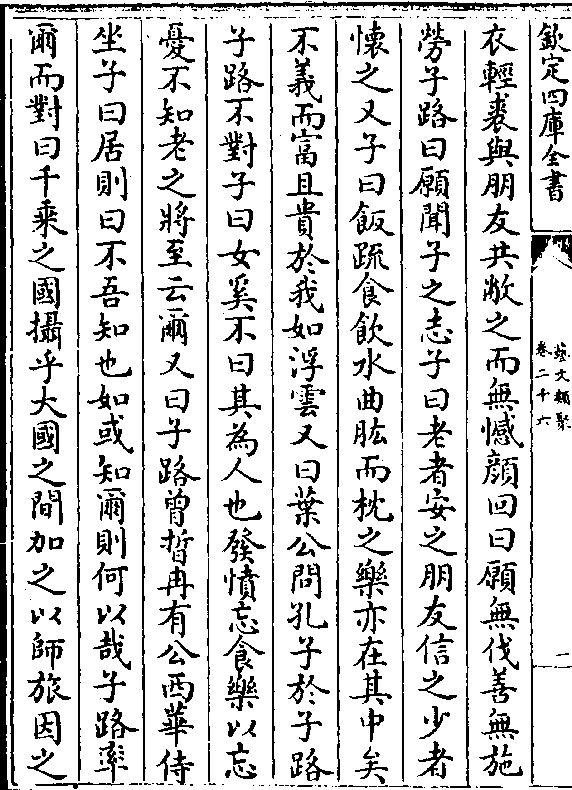 欽定四庫全書
藝文類聚
卷二十六
二
衣輕裘與朋友共敝之而無憾顔回曰願無伐善無施
勞子路曰願聞子之志子曰老者安之朋友信之少者
懐之又子曰飯疏食飲水曲肱而枕之樂亦在其中矣
不義而富且貴於我如浮雲又曰葉公問孔子於子路
子路不對子曰女奚不曰其為人也發憤忘食樂以忘
憂不知老之將至云爾又曰子路曾晳冉有公西華侍
坐子曰居則曰不吾知也如或知爾則何以哉子路率
爾而對曰千乗之國攝乎大國之間加之以師旅因之